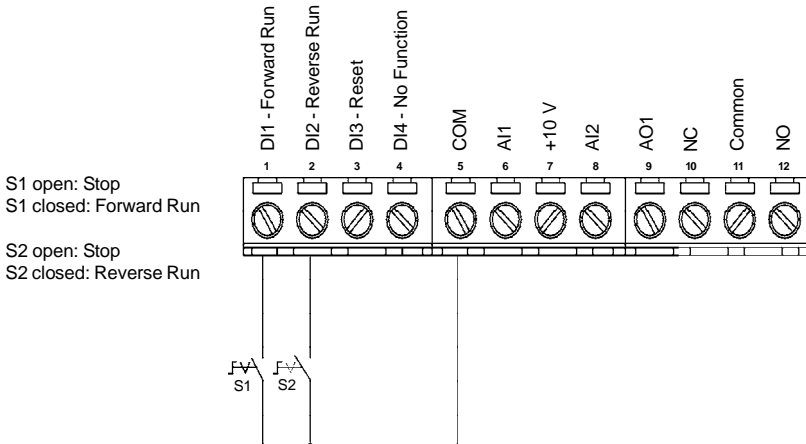 DI1 - Forward Run
DI2 - Reverse Run
DI3 - Reset
DI4 - No Function
COM
AI1
+10 V
AI2
AO1
NC
Common
NO
1 2 3 4 5 6 7 8 9 10 11 12
S1 open: Stop
S1 closed: Forward Run
S2 open: Stop
S2 closed: Reverse Run
S1 S2